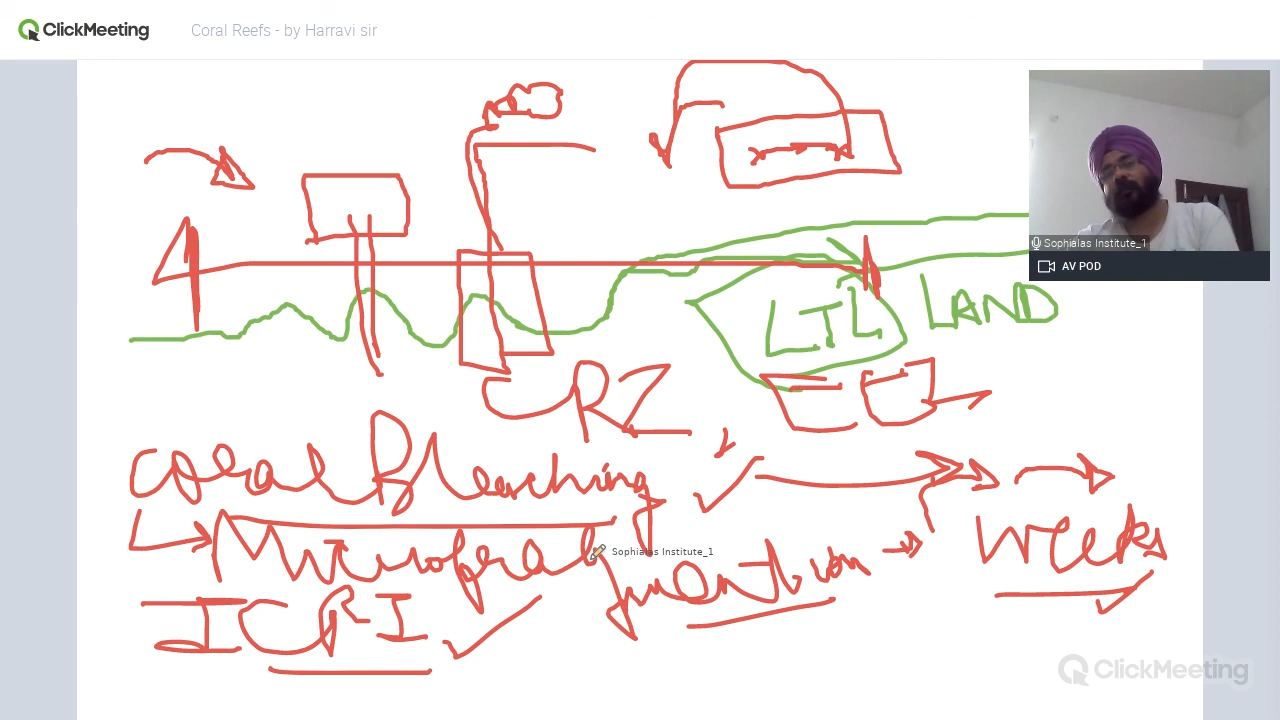 ClickMeeting
Coral Reefs - by Harravi sir
Sophialas Institute_1
AV POD
LTL LAND
CRZ
coral Bleaching
Microfragmentation
weeks
Sophialas Institute_1
ICRI
ClickMeeting